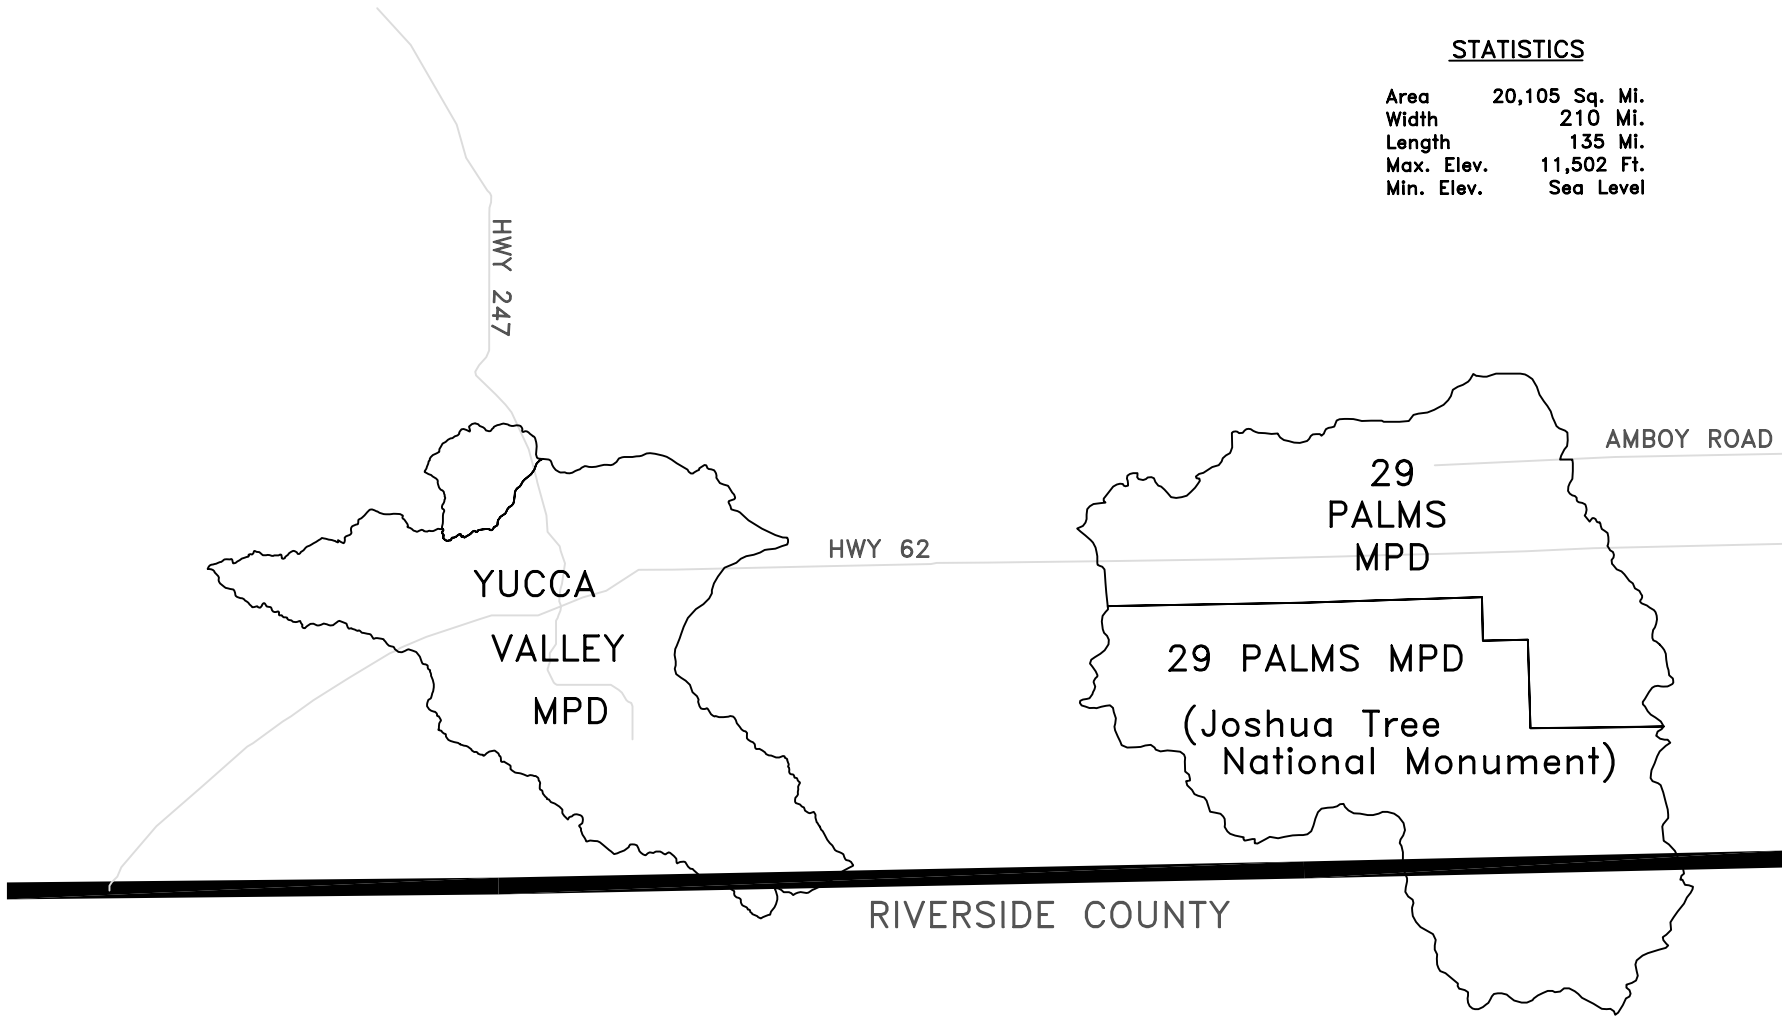 STATISTICS
Area 20,105 Sq. Mi.
Width 210 Mi.
Length 135 Mi.
Max. Elev. 11,502 Ft.
Min. Elev. Sea Level
HWY 247
AMBOY ROAD
29
PALMS
MPD
HWY 62
YUCCA
VALLEY
MPD
29 PALMS MPD
(Joshua Tree
National Monument)
RIVERSIDE COUNTY